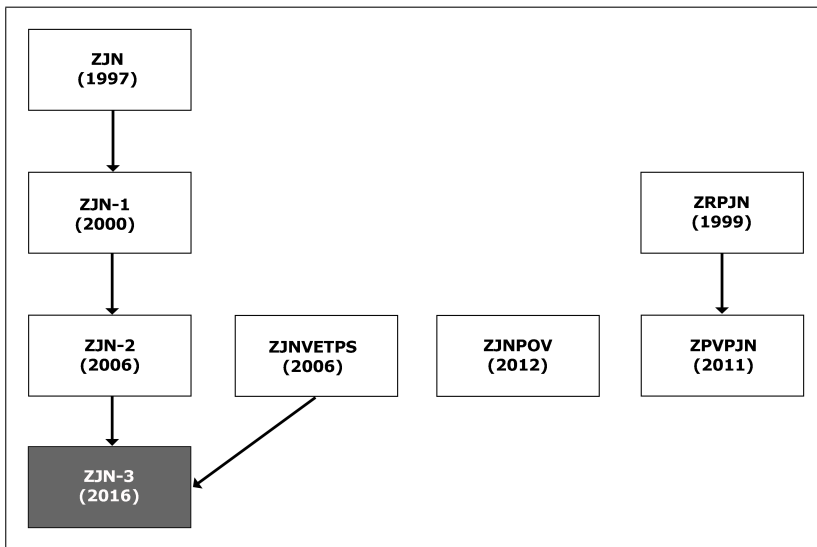 ZJN
(1997)
ZJN-1
(2000)
ZRPJN
(1999)
ZJN-2
(2006)
ZJNVETPS
(2006)
ZJNPOV
(2012)
ZPVPJN
(2011)
ZJN-3
(2016)